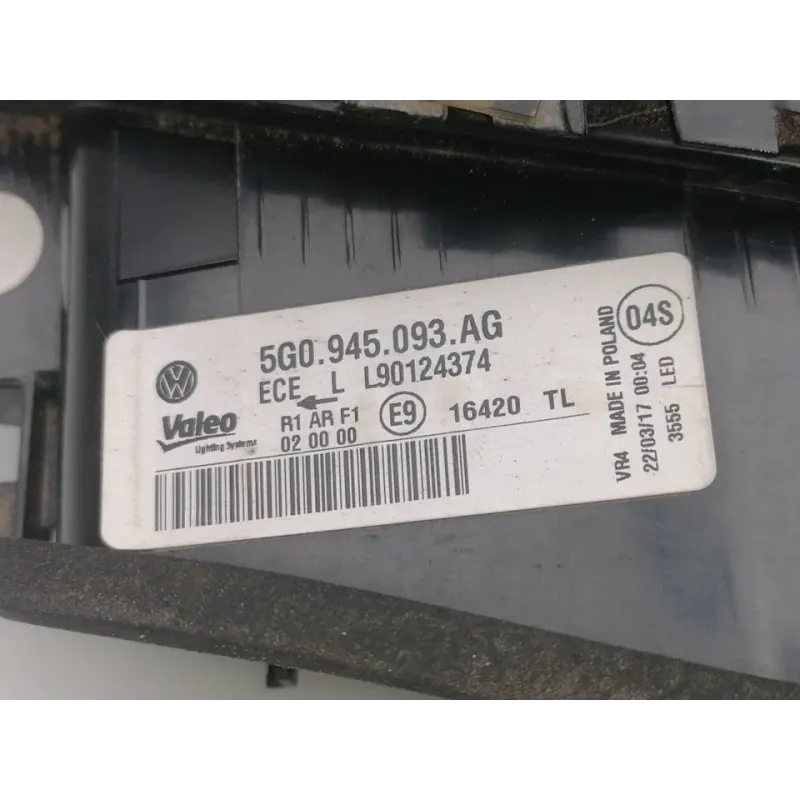 5G0.945.093.AG
ECE L L90124374
Valeo
Lighting Systems
R1 AR F1
02 00 00
E9
16420 TL
04S
VR4 MADE IN POLAND
22/03/17 00:04
3555 LED